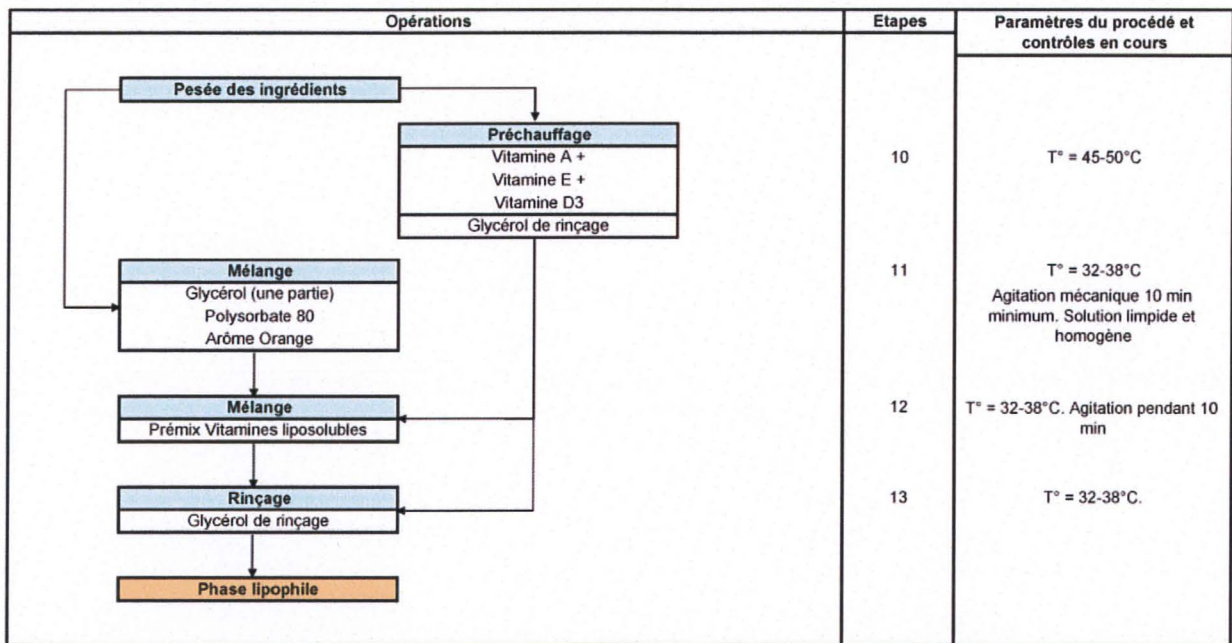 Opérations
Etapes
Paramètres du procédé et
contrôles en cours
Pesée des ingrédients
Préchauffage
Vitamine A +
Vitamine E +
Vitamine D3
Glycérol de rinçage
10
T° = 45-50°C
Mélange
Glycérol (une partie)
Polysorbate 80
Arôme Orange
11
T° = 32-38°C
Agitation mécanique 10 min
minimum. Solution limpide et
homogène
Mélange
Prémix Vitamines liposolubles
12
T° = 32-38°C. Agitation pendant 10
min
Rinçage
Glycérol de rinçage
13
T° = 32-38°C.
Phase lipophile